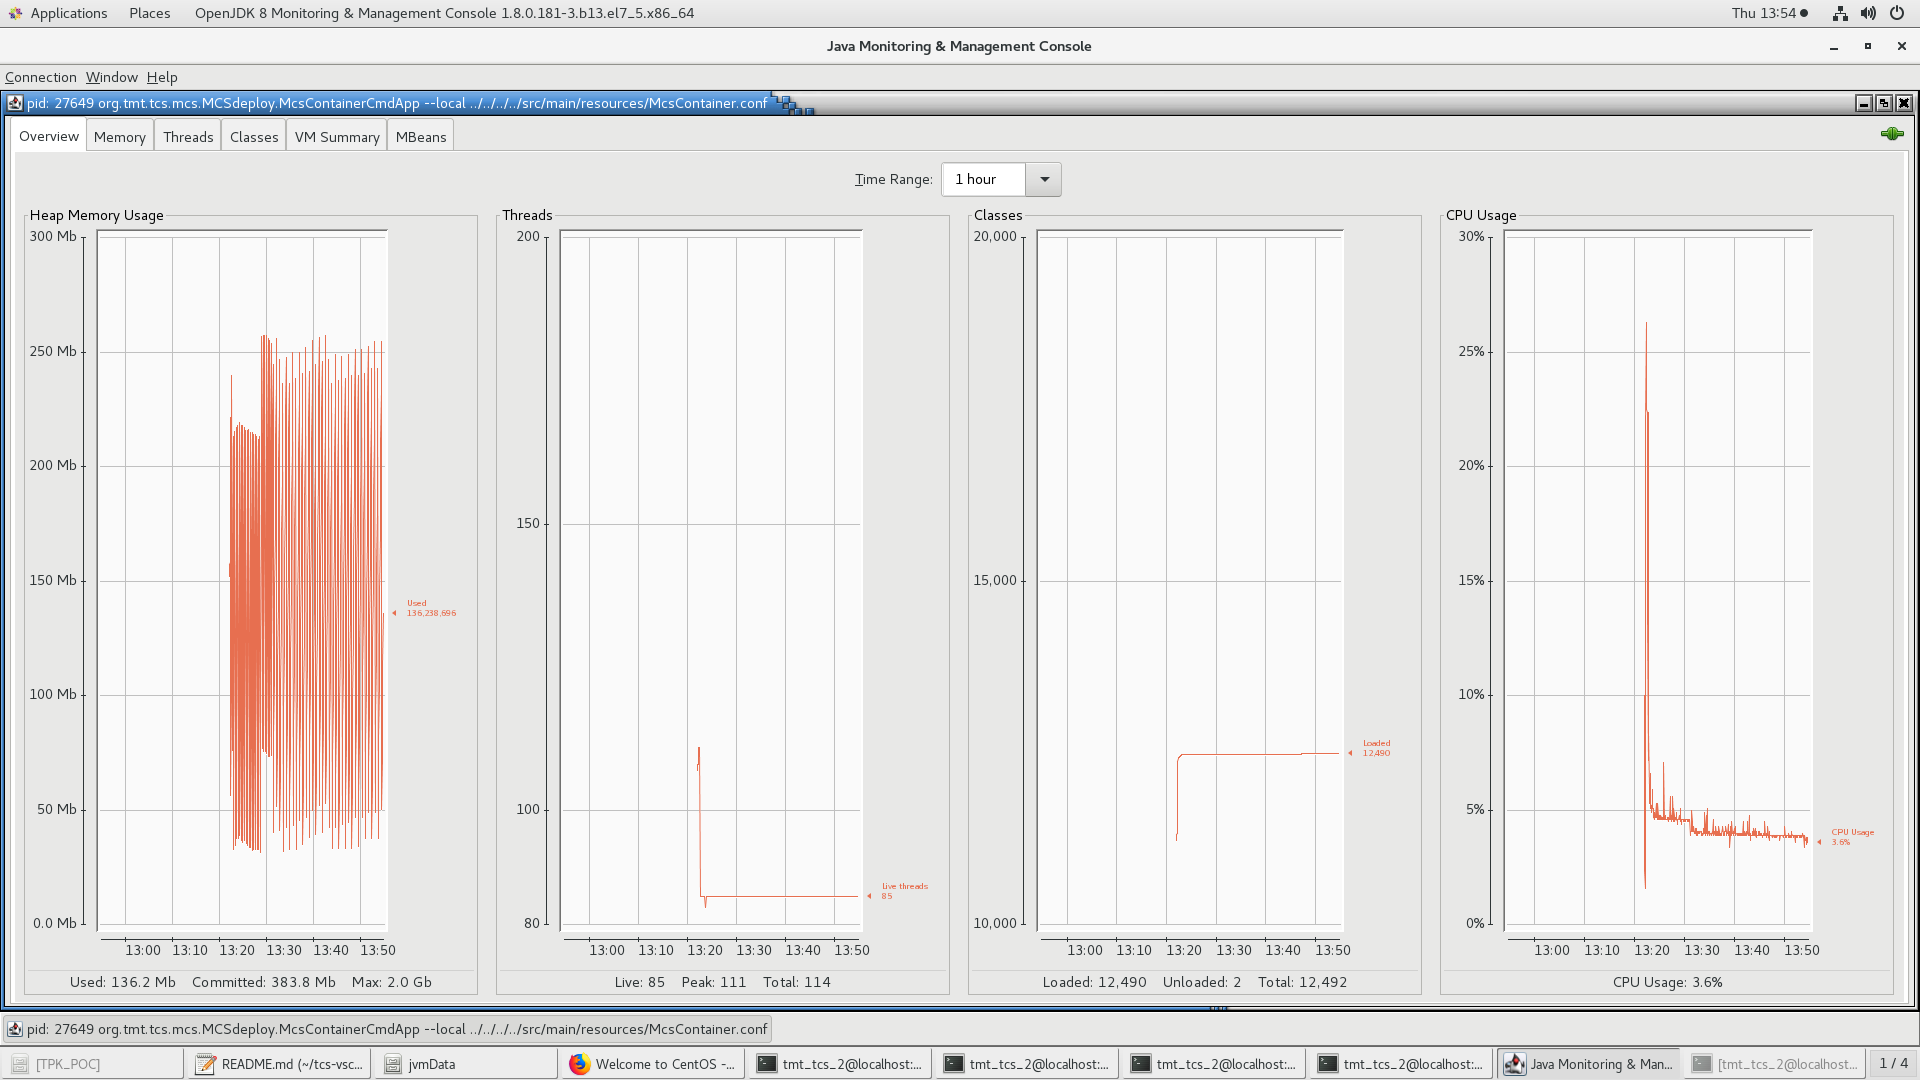 Applications Places OpenJDK 8 Monitoring & Management Console 1.8.0.181-3.b13.el7_5.x86_64 Thu 13:54
Java Monitoring & Management Console
Connection Window Help
pid: 27649 org.tmt.tcs.mcs.MCSdeploy.McsContainerCmdApp --local ../../../../src/main/resources/McsContainer.conf
Overview Memory Threads Classes VM Summary MBeans
Time Range: 1 hour
Heap Memory Usage
300 Mb
250 Mb
200 Mb
150 Mb
100 Mb
50 Mb
0.0 Mb
Used
136,238,696
13:00 13:10 13:20 13:30 13:40 13:50
Used: 136.2 Mb Committed: 383.8 Mb Max: 2.0 Gb
Threads
200
150
100
80
Live threads
85
13:00 13:10 13:20 13:30 13:40 13:50
Live: 85 Peak: 111 Total: 114
Classes
20,000
15,000
10,000
Loaded
12,490
13:00 13:10 13:20 13:30 13:40 13:50
Loaded: 12,490 Unloaded: 2 Total: 12,492
CPU Usage
30%
25%
20%
15%
10%
5%
0%
CPU Usage
3.6%
13:00 13:10 13:20 13:30 13:40 13:50
CPU Usage: 3.6%
pid: 27649 org.tmt.tcs.mcs.MCSdeploy.McsContainerCmdApp --local ../../../../src/main/resources/McsContainer.conf
[TPK_POC] README.md (~/tcs-vsc... jvmData Welcome to CentOS -... tmt_tcs_2@localhost:... tmt_tcs_2@localhost:... tmt_tcs_2@localhost:... tmt_tcs_2@localhost:... Java Monitoring & Man... [tmt_tcs_2@localhost... 1 / 4